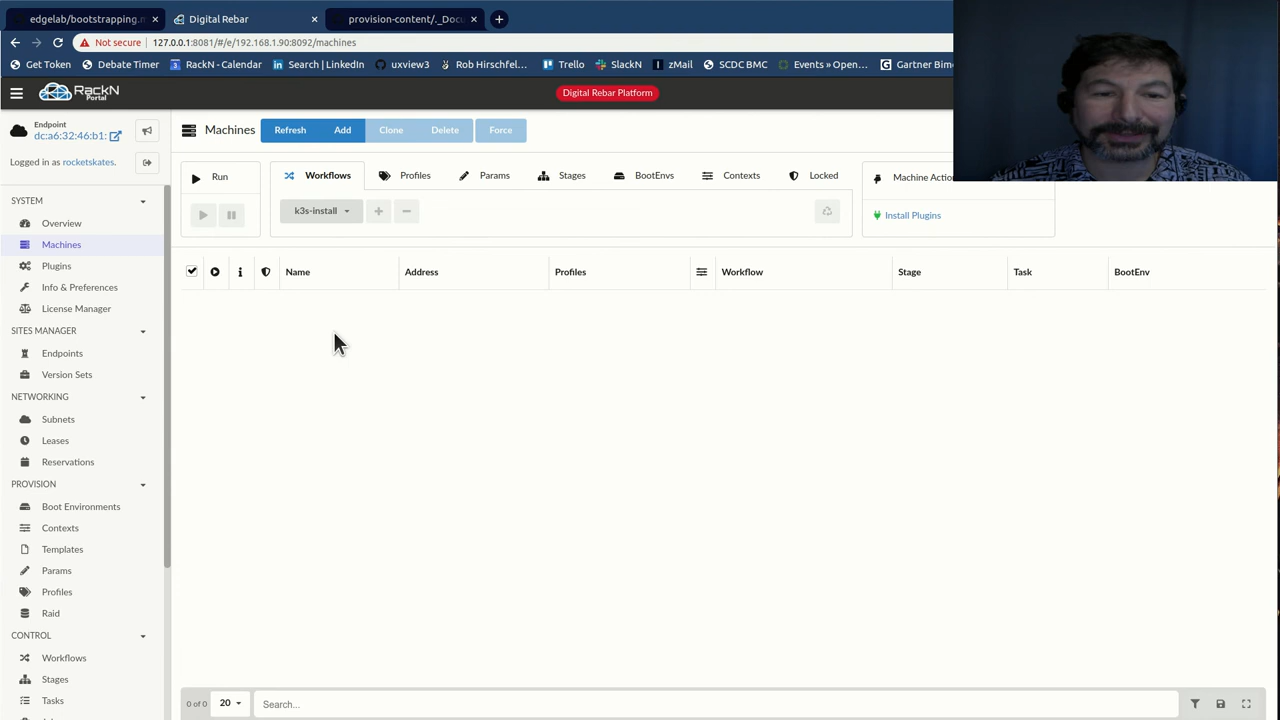 edgelab/bootstrapping.m
Digital Rebar
provision-content/._Docu
Not secure
127.0.0.1:8081/#/e/192.168.1.90:8092/machines
Get Token
Debate Timer
RackN - Calendar
Search | LinkedIn
uxview3
Rob Hirschfel...
Trello
SlackN
zMail
SCDC BMC
Events » Open...
Gartner Bimo
RackN
Portal
Digital Rebar Platform
Endpoint
dc:a6:32:46:b1:
Logged in as rocketskates.
Machines
Refresh
Add
Clone
Delete
Force
Run
Workflows
Profiles
Params
Stages
BootEnvs
Contexts
Locked
k3s-install
Machine Actio
Install Plugins
SYSTEM
Overview
Machines
Plugins
Info & Preferences
License Manager
SITES MANAGER
Endpoints
Version Sets
NETWORKING
Subnets
Leases
Reservations
PROVISION
Boot Environments
Contexts
Templates
Params
Profiles
Raid
CONTROL
Workflows
Stages
Tasks
Name
Address
Profiles
Workflow
Stage
Task
BootEnv
0 of 0
20
Search...